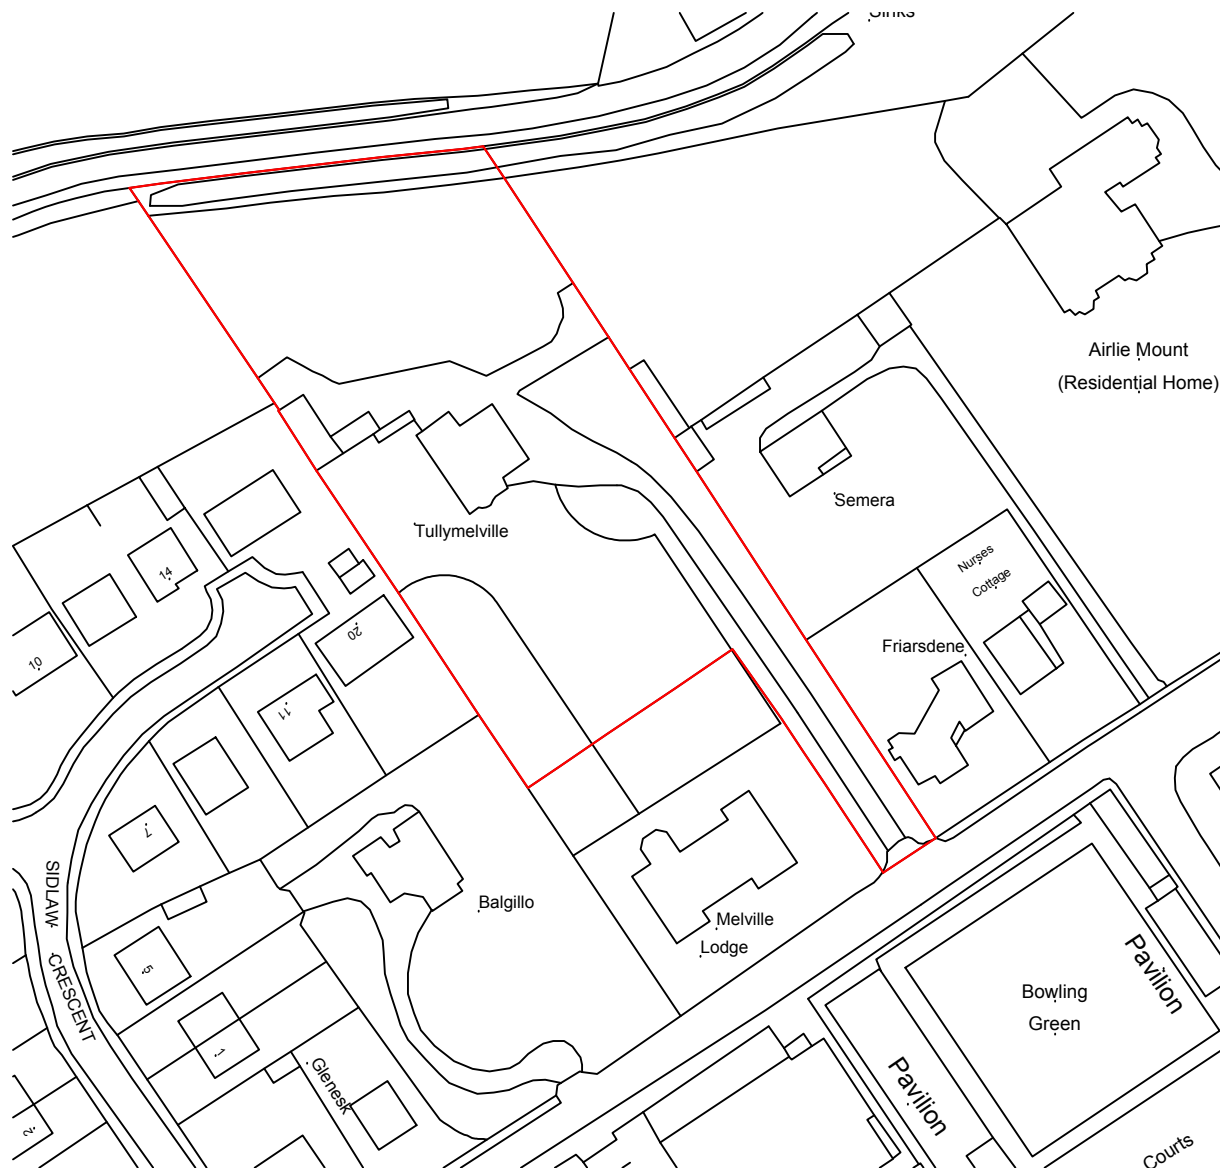 Airlie Mount
(Residential Home)
Semera
Tullymelville
Nurses
Cottage
14
20
10
Friarsdene
11
7
SIDLAW
CRESCENT
Balgillo
Melville
Lodge
Pavilion
5
Bowling
Green
1
Glenesk
Pavilion
2
Courts